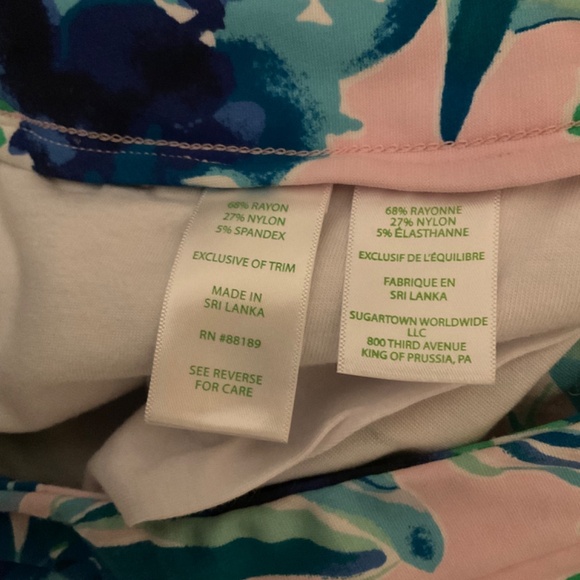 68% RAYON
27% NYLON
5% SPANDEX
EXCLUSIVE OF TRIM
MADE IN
SRI LANKA
RN #88189
SEE REVERSE
FOR CARE
68% RAYONNE
27% NYLON
5% ÉLASTHANNE
EXCLUSIF DE L'ÉQUILIBRE
FABRIQUE EN
SRI LANKA
SUGARTOWN WORLDWIDE
LLC
800 THIRD AVENUE
KING OF PRUSSIA, PA